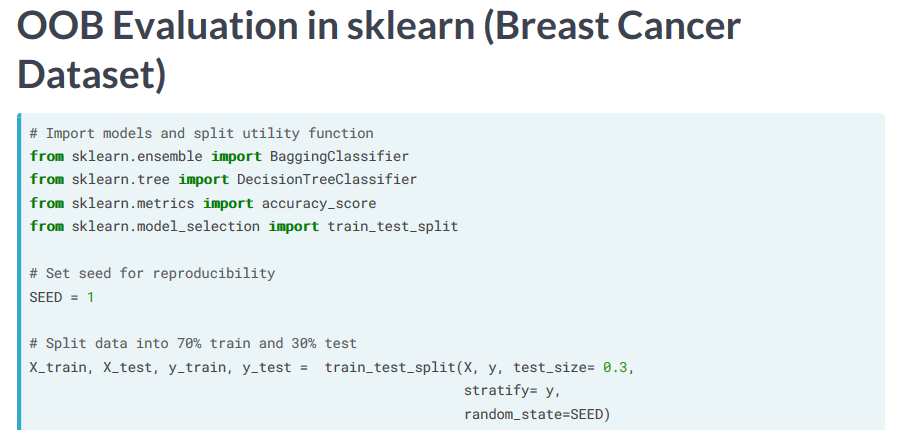 OOB Evaluation in sklearn (Breast Cancer
Dataset)
# Import models and split utility function
from sklearn.ensemble import BaggingClassifier
from sklearn.tree import DecisionTreeClassifier
from sklearn.metrics import accuracy_score
from sklearn.model_selection import train_test_split
# Set seed for reproducibility
SEED = 1
# Split data into 70% train and 30% test
X_train, X_test, y_train, y_test =  train_test_split(X, y, test_size= 0.3,
stratify= y,
random_state=SEED)